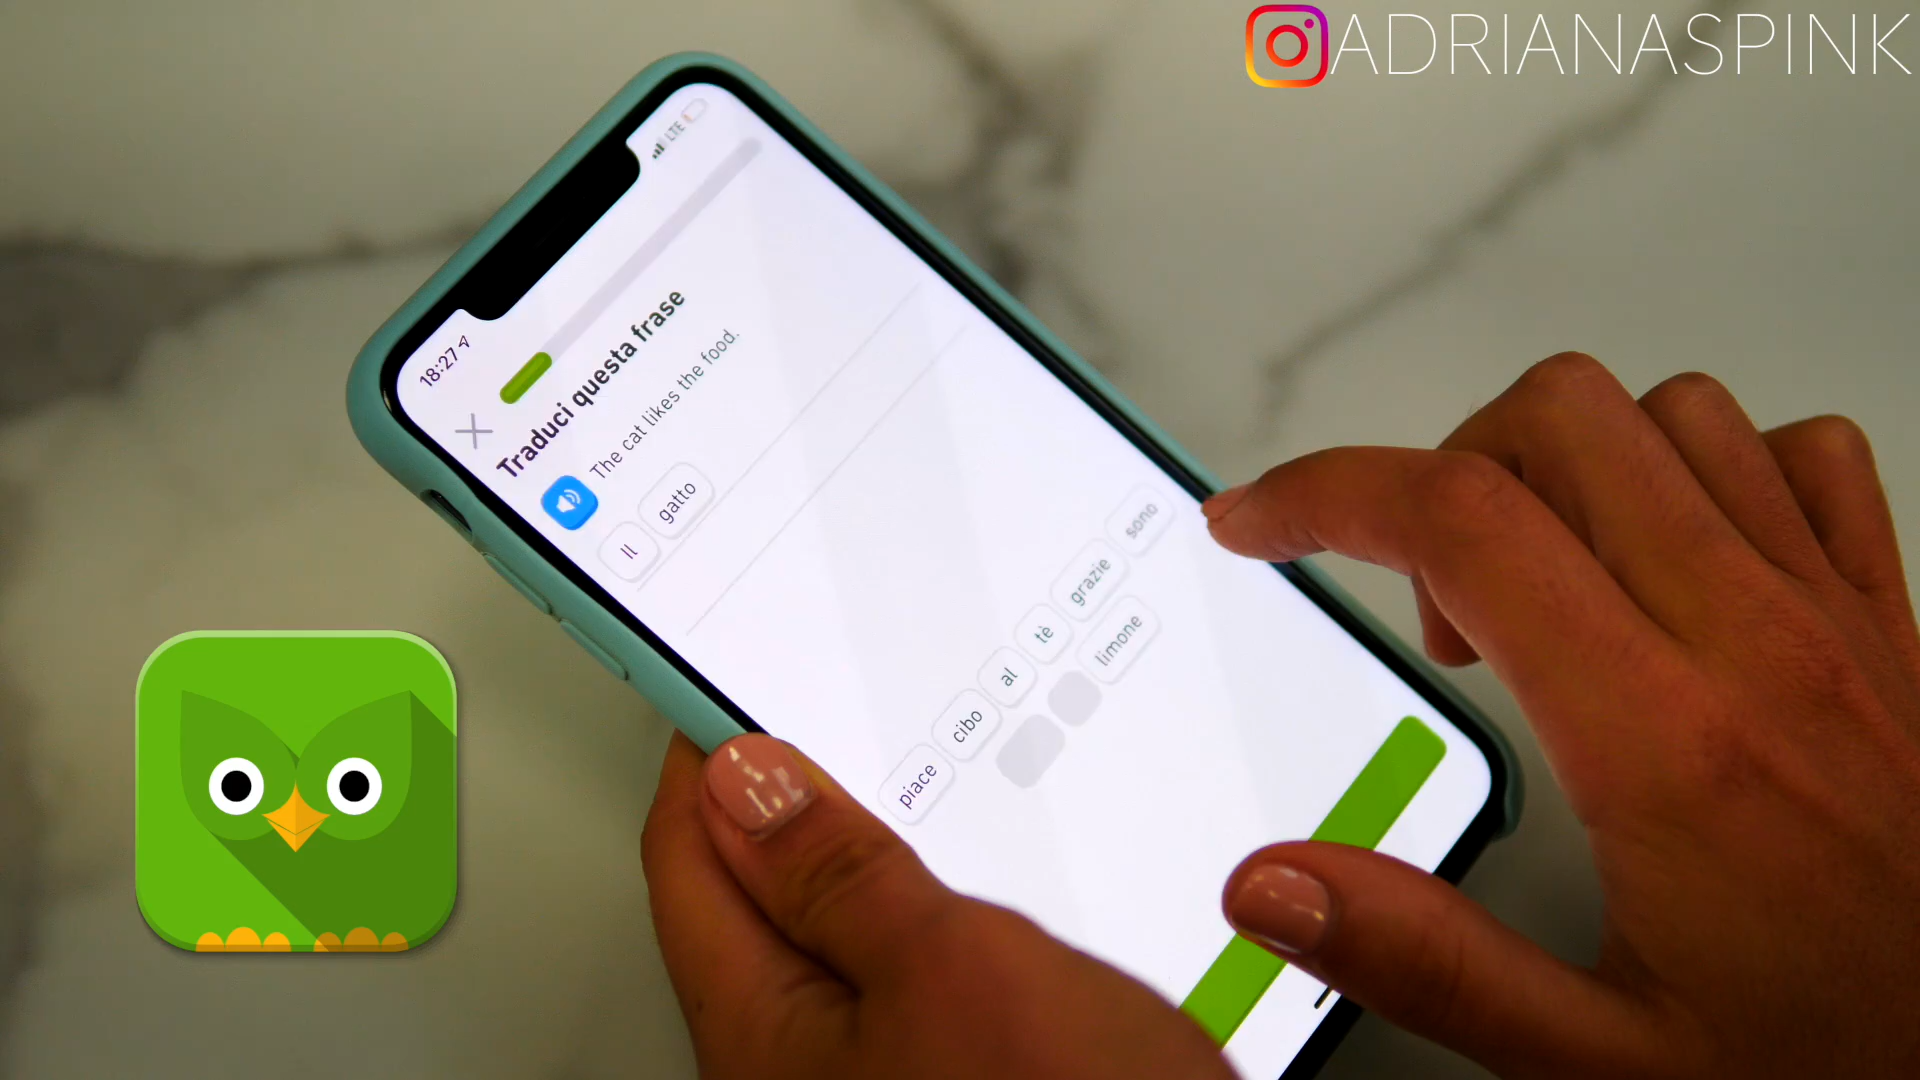 ADRIANASPINK
18:27
LTE
Traduci questa frase
The cat likes the food.
Il gatto
piace cibo al tè grazie sono
limone